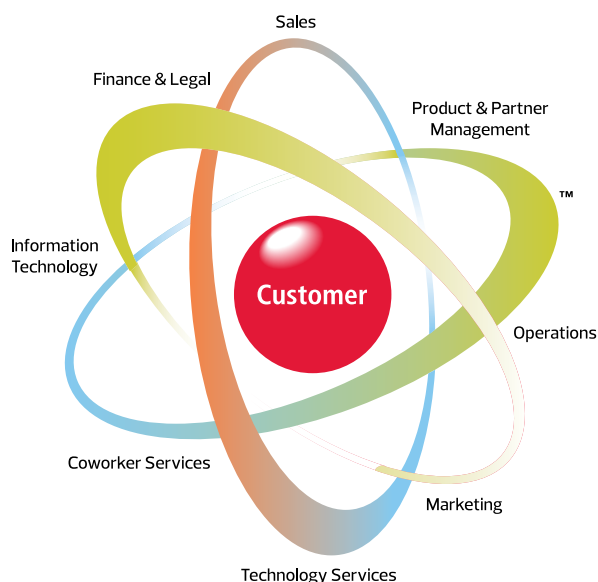 Sales
Finance & Legal
Product & Partner
Management
™
Information
Technology
Customer
Operations
Coworker Services
Marketing
Technology Services